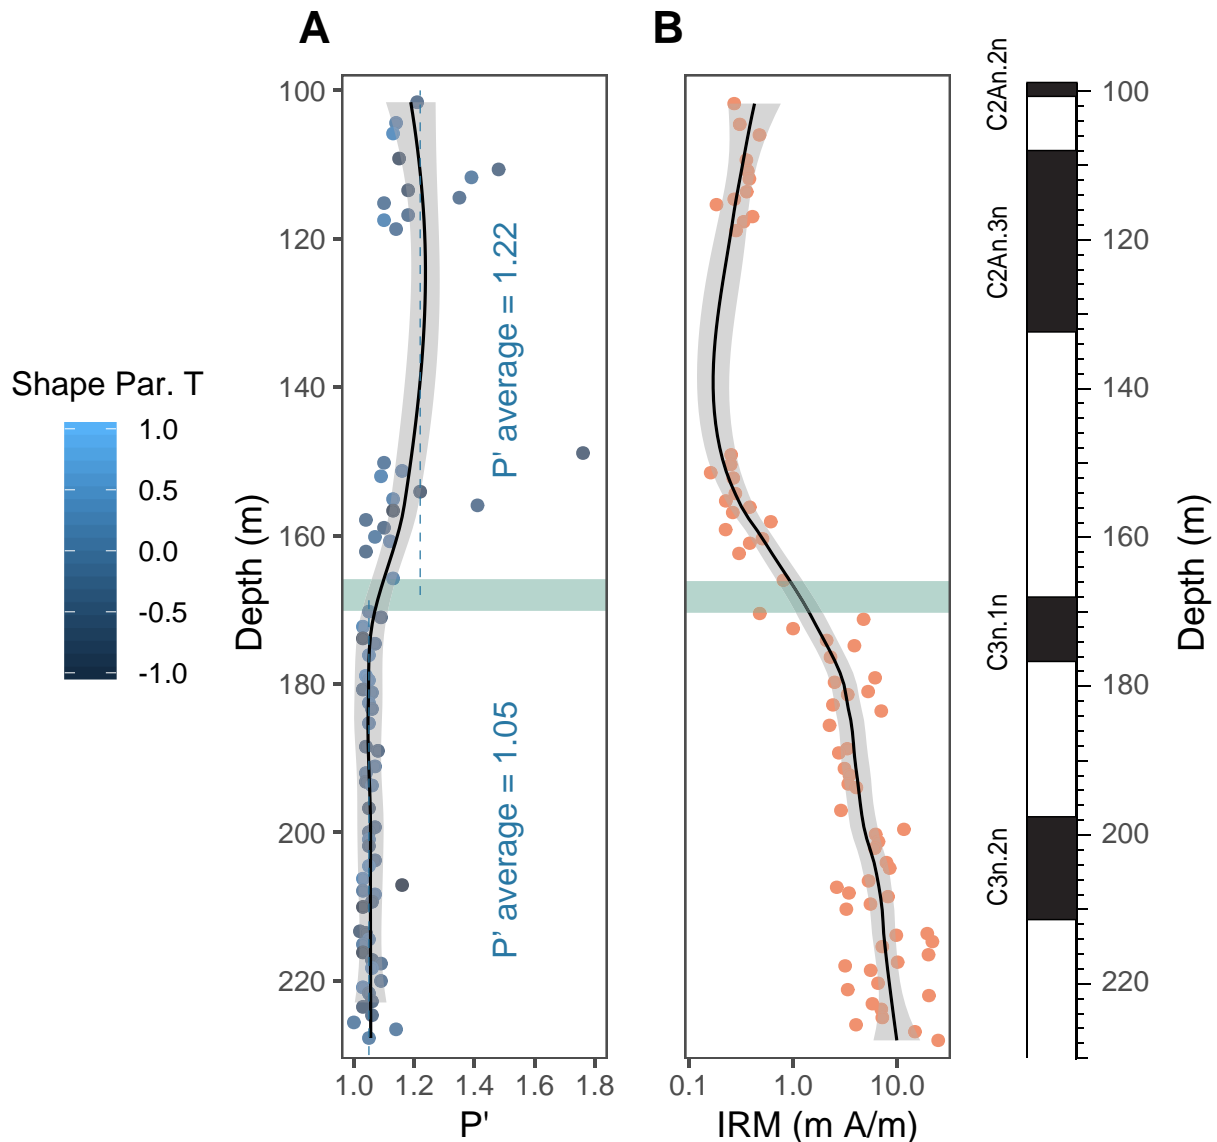 A
B
Shape Par. T
1.0
0.5
0.0
-0.5
-1.0
Depth (m)
100
120
140
160
180
200
220
P' average = 1.22
P’ average = 1.05
1.0
1.2
1.4
1.6
1.8
P'
0.1
1.0
10.0
IRM (m A/m)
C2An.2n
C2An.3n
C3n.1n
C3n.2n
100
120
140
160
180
200
220
Depth (m)